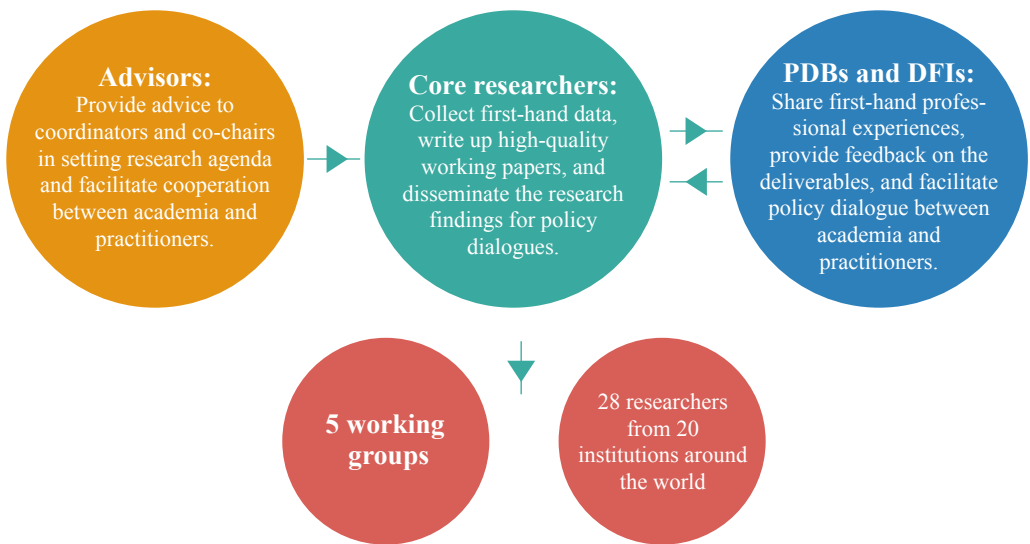 Advisors:
Provide advice to
coordinators and co-chairs
in setting research agenda
and facilitate cooperation
between academia and
practitioners.
Core researchers:
Collect first-hand data,
write up high-quality
working papers, and
disseminate the research
findings for policy
dialogues.
PDBs and DFIs:
Share first-hand profes-
sional experiences,
provide feedback on the
deliverables, and facilitate
policy dialogue between
academia and
practitioners.
5 working
groups
28 researchers
from 20
institutions around
the world